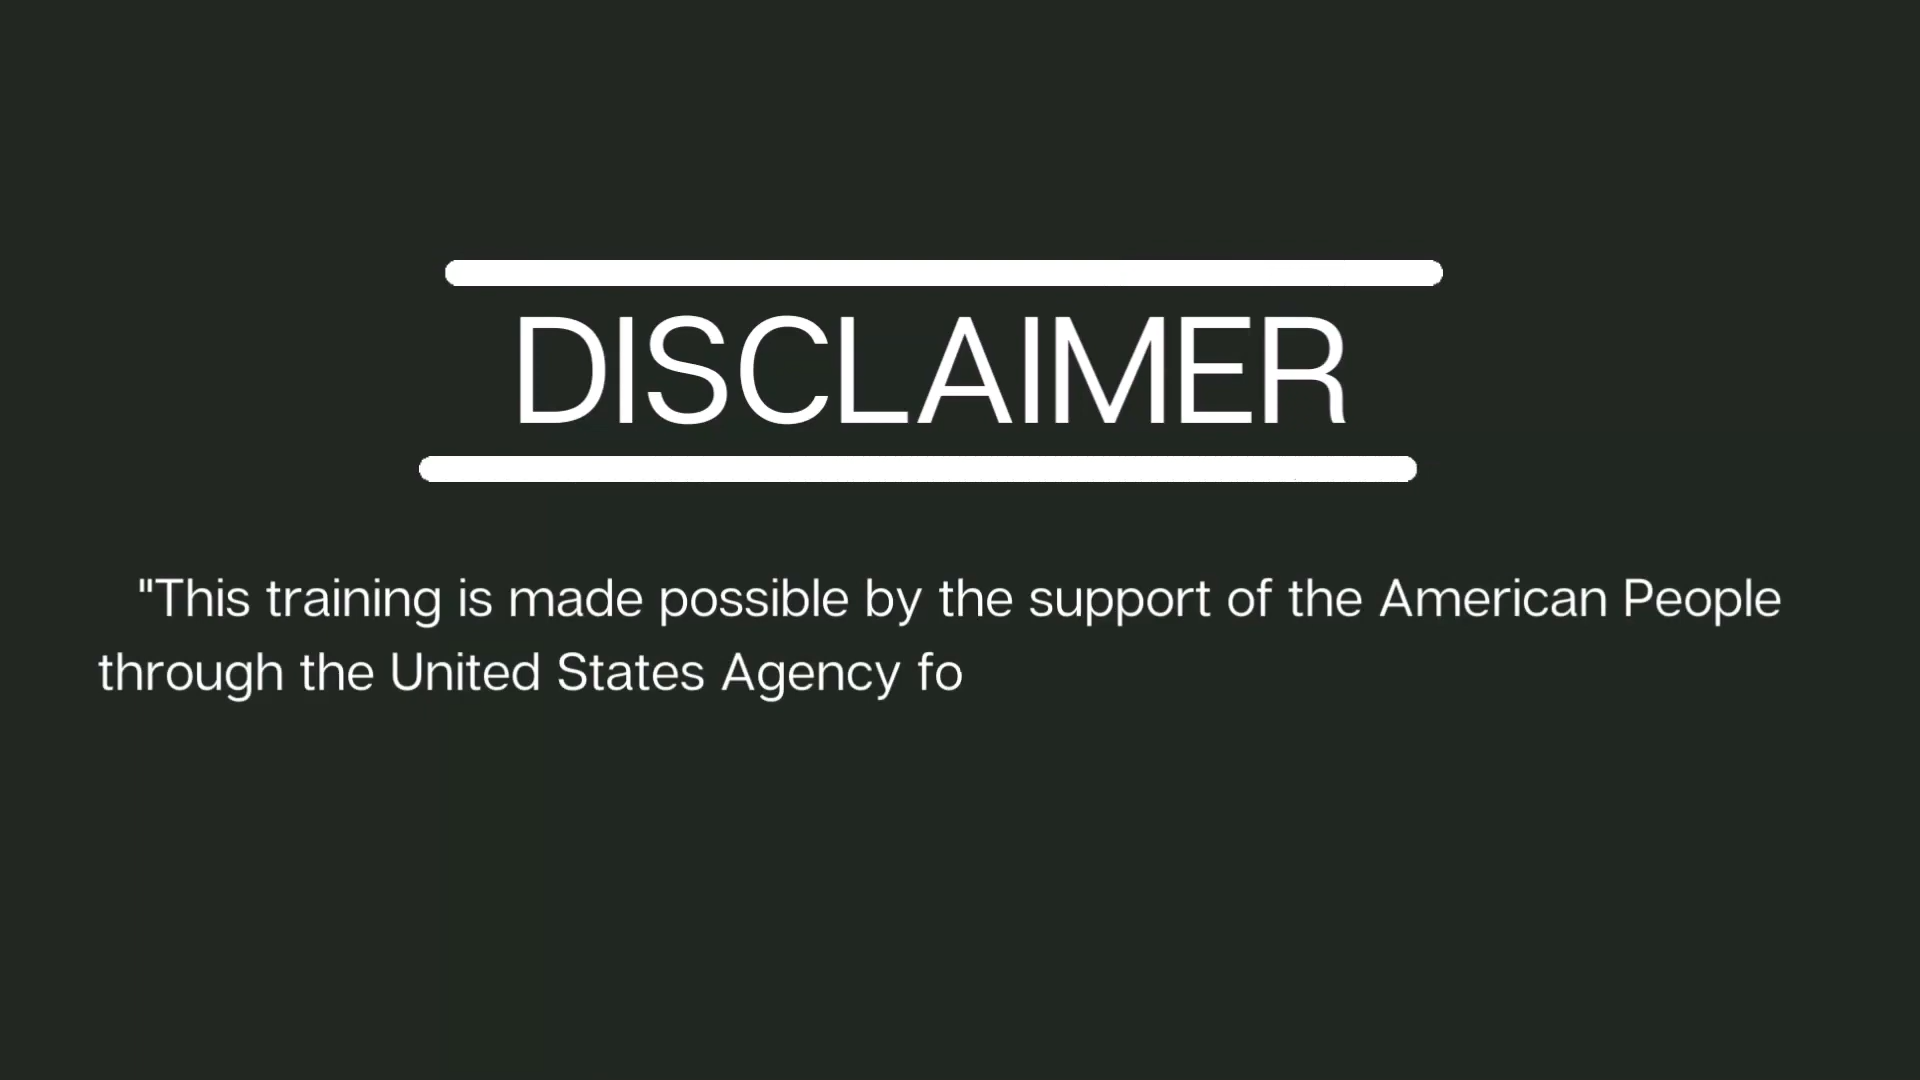 DISCLAIMER
"This training is made possible by the support of the American People
through the United States Agency fo